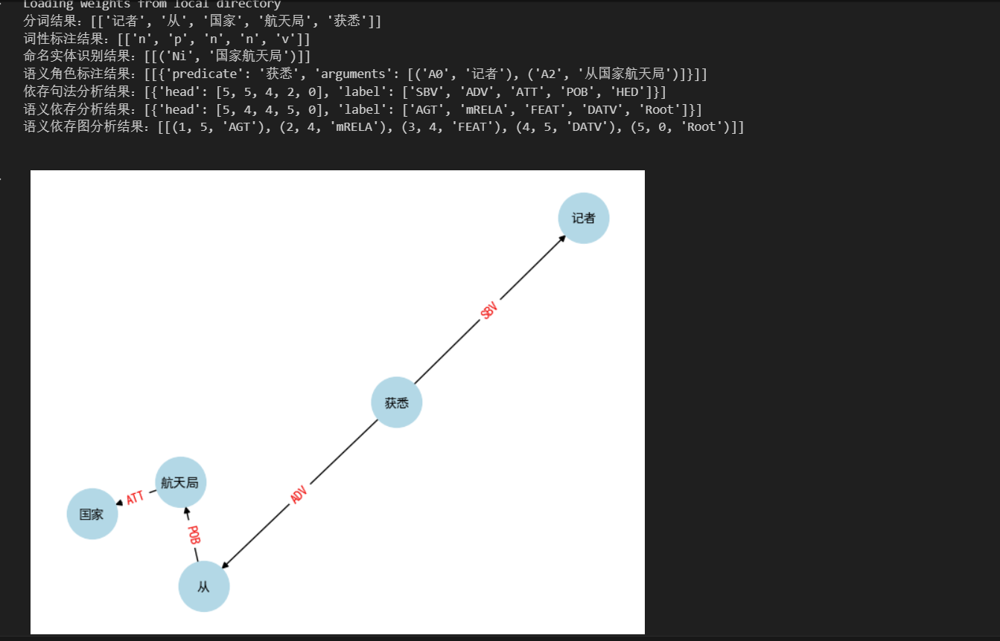 Loading weights from local directory
分词结果：[['记者', '从', '国家', '航天局', '获悉']]
词性标注结果：[['n', 'p', 'n', 'n', 'v']]
命名实体识别结果：[[('Ni', '国家航天局')]]
语义角色标注结果：[[{'predicate': '获悉', 'arguments': [('A0', '记者'), ('A2', '从国家航天局')]}]]
依存句法分析结果：[{'head': [5, 5, 4, 2, 0], 'label': ['SBV', 'ADV', 'ATT', 'POB', 'HED']}]
语义依存分析结果：[{'head': [5, 4, 4, 5, 0], 'label': ['AGT', 'mRELA', 'FEAT', 'DATV', 'Root']}]
语义依存图分析结果：[[(1, 5, 'AGT'), (2, 4, 'mRELA'), (3, 4, 'FEAT'), (4, 5, 'DATV'), (5, 0, 'Root')]]
记者
SBV
获悉
航天局
ADV
ATT
国家
POB
从